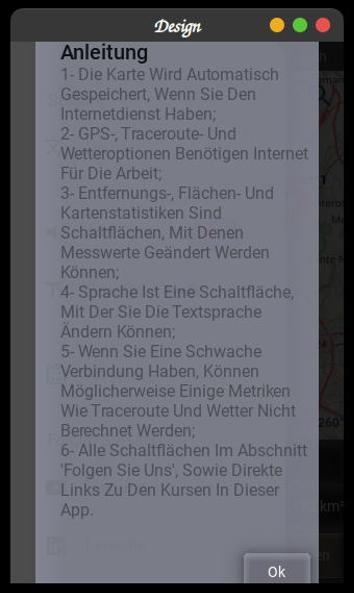 Design
Anleitung
1- Die Karte Wird Automatisch
Gespeichert, Wenn Sie Den
Internetdienst Haben;
2- GPS-, Traceroute- Und
Wetteroptionen Benötigen Internet
Für Die Arbeit;
3- Entfernungs-, Flächen- Und
Kartenstatistiken Sind
Schaltflächen, Mit Denen
Messwerte Geändert Werden
Können;
4- Sprache Ist Eine Schaltfläche,
Mit Der Sie Die Textsprache
Ändern Können;
5- Wenn Sie Eine Schwache
Verbindung Haben, Können
Möglicherweise Einige Metriken
Wie Traceroute Und Wetter Nicht
Berechnet Werden;
6- Alle Schaltflächen Im Abschnitt
'Folgen Sie Uns', Sowie Direkte
Links Zu Den Kursen In Dieser
App.
km²
Ok